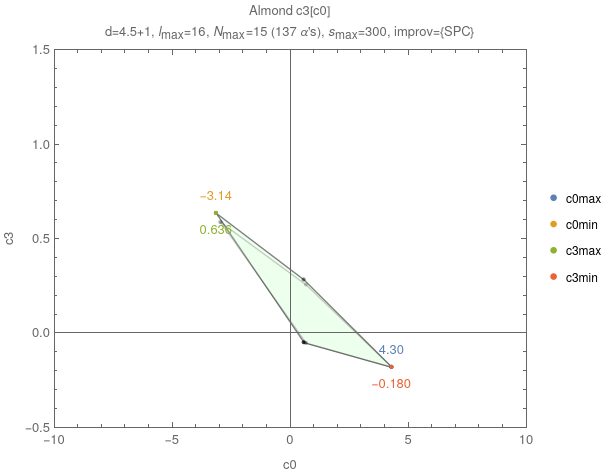 Almond c3[c0]
d=4.5+1, lmax=16, Nmax=15 (137 α's), smax=300, improv={SPC}
1.5
1.0
−3.14
c0max
c0min
0.5
0.630
c3
c3max
c3min
0.0
4.30
−0.180
−0.5
−10 −5 0 5 10
c0